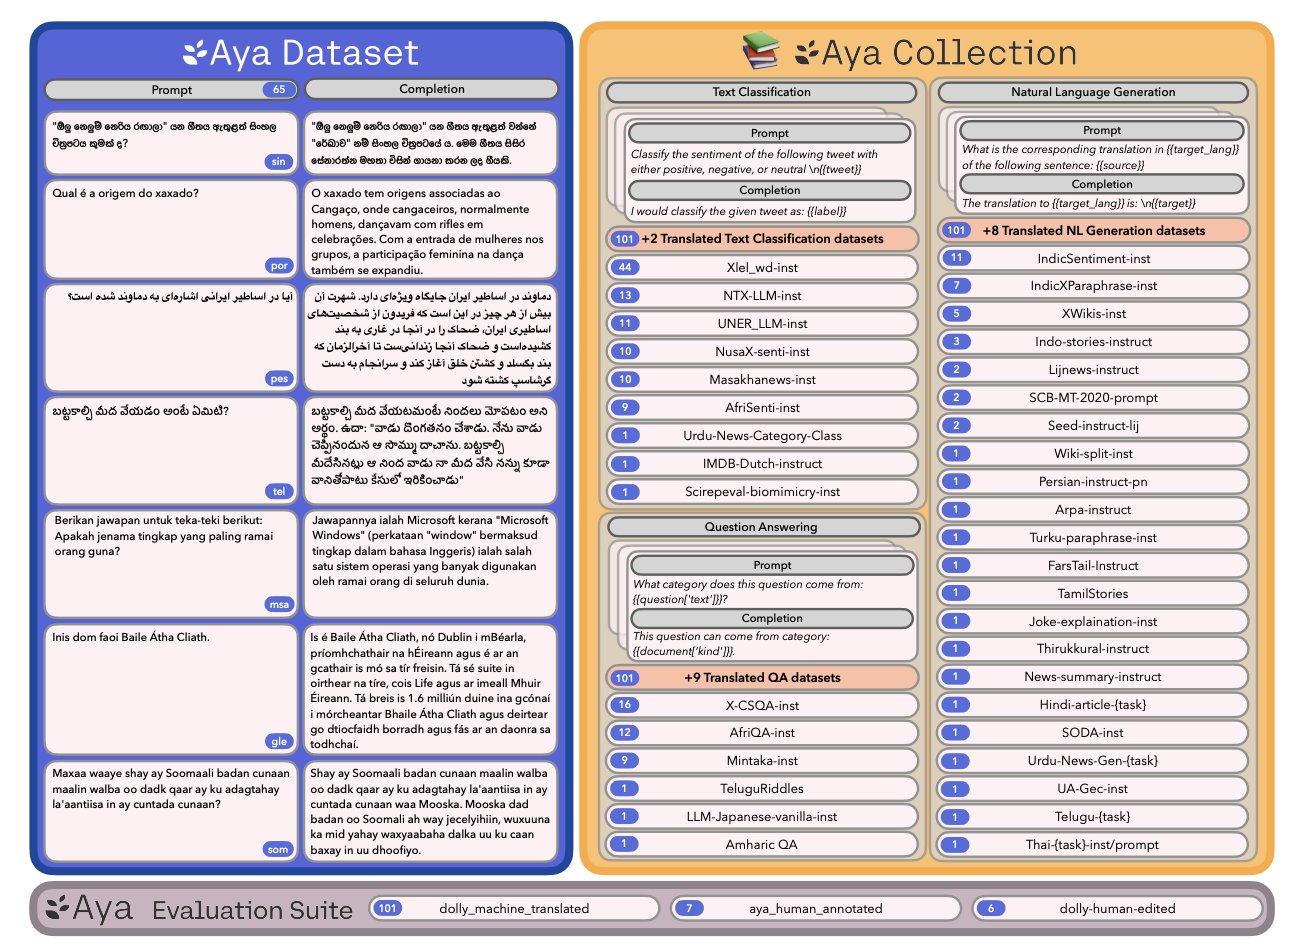 Aya Dataset
Prompt 65
Completion
"ඕලු නෙලුම් නෙරිය රඟාලා" යන ගීතය ඇතුළත් සිංහල
චිත්‍රපටය කුමක් ද?
sin
"ඕලු නෙලුම් නෙරිය රඟාලා" යන ගීතය ඇතුළත් වන්නේ
"රේඛාව" නම් සිංහල චිත්‍රපටයේ ය. මෙම ගීතය සිසිර
සේනාරත්න මහතා විසින් ගායනා කරන ලද ගීයකි.
Qual é a origem do xaxado?
por
O xaxado tem origens associadas ao
Cangaço, onde cangaceiros, normalmente
homens, dançavam com rifles em
celebrações. Com a entrada de mulheres nos
grupos, a participação feminina na dança
também se expandiu.
آیا در اساطیر ایرانی اشاره‌ای به دماوند شده است؟
pes
دماوند در اساطیر ایران جایگاه ویژه‌ای دارد. شهرت آن
بیش از هر چیز در این است که فریدون از شخصیت‌های
اساطیری ایران، ضحاک را در آنجا در غاری به بند
کشیده‌است و ضحاک آنجا زندانی‌ست تا آخرالزمان که
بند بگسلد و کشتن خلق آغاز کند و سرانجام به دست
گرشاسپ کشته شود
బట్టకాల్చి మీద వేయడం అంటే ఏమిటి?
tel
బట్టకాల్చి మీద వేయటమంటే నిందలు మోపటం అని
అర్థం. ఉదా: "వాడు దొంగతనం చేశాడు. నేను వాడు
చెప్పినందున ఆ సొమ్ము దాచాను. బట్టకాల్చి
మీదేసినట్లు ఆ నింద వాడు నా మీద వేసి నన్ను కూడా
వానితోపాటు కేసులో ఇరికించాడు"
Berikan jawapan untuk teka-teki berikut:
Apakah jenama tingkap yang paling ramai
orang guna?
msa
Jawapannya ialah Microsoft kerana "Microsoft
Windows" (perkataan "window" bermaksud
tingkap dalam bahasa Inggeris) ialah salah
satu sistem operasi yang banyak digunakan
oleh ramai orang di seluruh dunia.
Inis dom faoi Baile Átha Cliath.
gle
Is é Baile Átha Cliath, nó Dublin i mBéarla,
príomhchathair na hÉireann agus é ar an
gcathair is mó sa tír freisin. Tá sé suite in
oirthear na tíre, cois Life agus ar imeall Mhuir
Éireann. Tá breis is 1.6 milliún duine ina gcónaí
i mórcheantar Bhaile Átha Cliath agus deirtear
go dtiocfaidh borradh agus fás ar an daonra sa
todhchaí.
Maxaa waaye shay ay Soomaali badan cunaan
maalin walba oo dadk qaar ay ku adagtahay
la'aantiisa in ay cuntada cunaan?
som
Shay ay Soomaali badan cunaan maalin walba
oo dadk qaar ay ku adagtahay la'aantiisa in ay
cuntada cunaan waa Mooska. Mooska dad
badan oo Soomali ah way jecelyihiin, wuxuuna
ka mid yahay waxyaabaha dalka uu ku caan
baxay in uu dhoofiyo.
Aya Collection
Text Classification
Prompt
Classify the sentiment of the following tweet with
either positive, negative, or neutral \n{{tweet}}
Completion
I would classify the given tweet as: {{label}}
101 +2 Translated Text Classification datasets
44 Xlel_wd-inst
13 NTX-LLM-inst
11 UNER_LLM-inst
10 NusaX-senti-inst
10 Masakhanews-inst
9 AfriSenti-inst
1 Urdu-News-Category-Class
1 IMDB-Dutch-instruct
1 Scirepeval-biomimicry-inst
Question Answering
Prompt
What category does this question come from:
{{question['text']}}?
Completion
This question can come from category:
{{document['kind']}}.
101 +9 Translated QA datasets
16 X-CSQA-inst
12 AfriQA-inst
9 Mintaka-inst
1 TeluguRiddles
1 LLM-Japanese-vanilla-inst
1 Amharic QA
Natural Language Generation
Prompt
What is the corresponding translation in {{target_lang}}
of the following sentence: {{source}}
Completion
The translation to {{target_lang}} is: \n{{target}}
101 +8 Translated NL Generation datasets
11 IndicSentiment-inst
7 IndicXParaphrase-inst
5 XWikis-inst
3 Indo-stories-instruct
2 Lijnews-instruct
2 SCB-MT-2020-prompt
2 Seed-instruct-lij
1 Wiki-split-inst
1 Persian-instruct-pn
1 Arpa-instruct
1 Turku-paraphrase-inst
1 FarsTail-Instruct
1 TamilStories
1 Joke-explaination-inst
1 Thirukkural-instruct
1 News-summary-instruct
1 Hindi-article-{task}
1 SODA-inst
1 Urdu-News-Gen-{task}
1 UA-Gec-inst
1 Telugu-{task}
1 Thai-{task}-inst/prompt
Aya Evaluation Suite
101 dolly_machine_translated
7 aya_human_annotated
6 dolly-human-edited